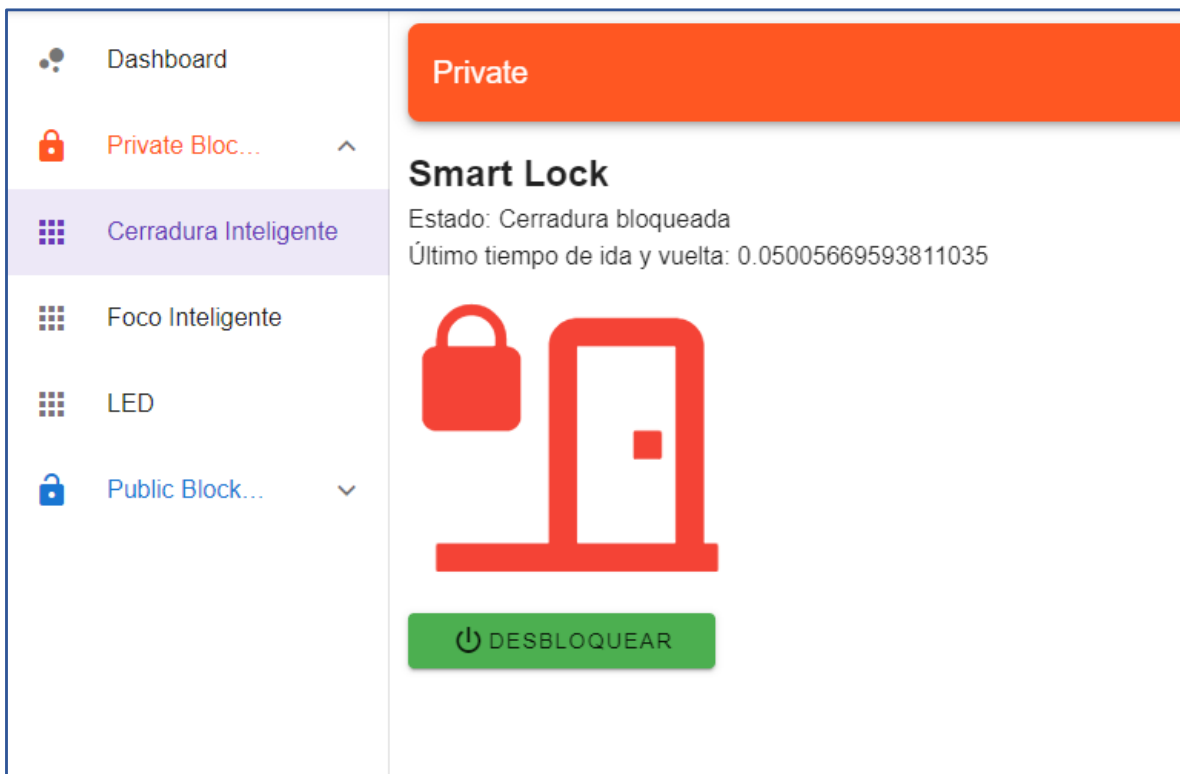 Dashboard
Private Bloc...
Cerradura Inteligente
Foco Inteligente
LED
Public Block...
Private
Smart Lock
Estado: Cerradura bloqueada
Último tiempo de ida y vuelta: 0.05005669593811035
DESBLOQUEAR